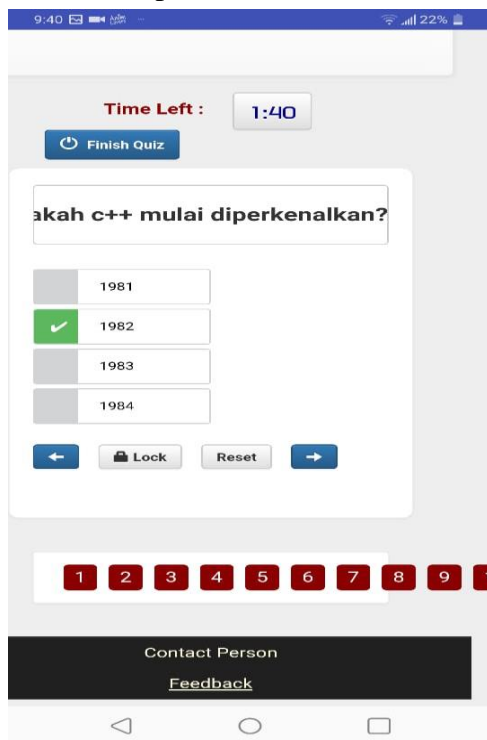 9:40 22%
Time Left :
1:40
Finish Quiz
akah c++ mulai diperkenalkan?
1981
1982
1983
1984
Lock Reset
1 2 3 4 5 6 7 8 9
Contact Person
Feedback